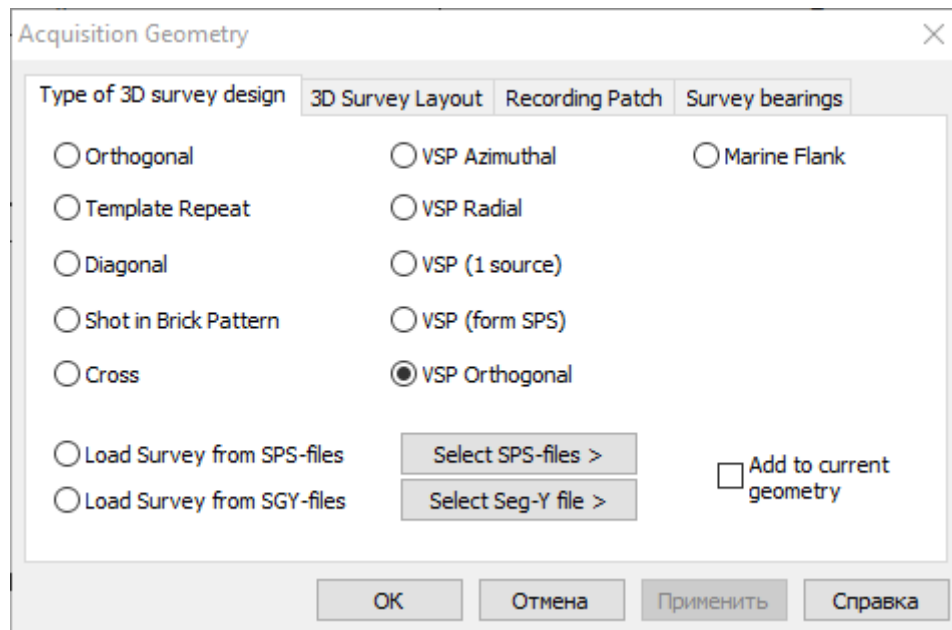 Acquisition Geometry
Type of 3D survey design 3D Survey Layout Recording Patch Survey bearings
Orthogonal VSP Azimuthal Marine Flank
Template Repeat VSP Radial
Diagonal VSP (1 source)
Shot in Brick Pattern VSP (form SPS)
Cross VSP Orthogonal
Load Survey from SPS-files Select SPS-files >
Load Survey from SGY-files Select Seg-Y file >
Add to current
geometry
OK Отмена Применить Справка